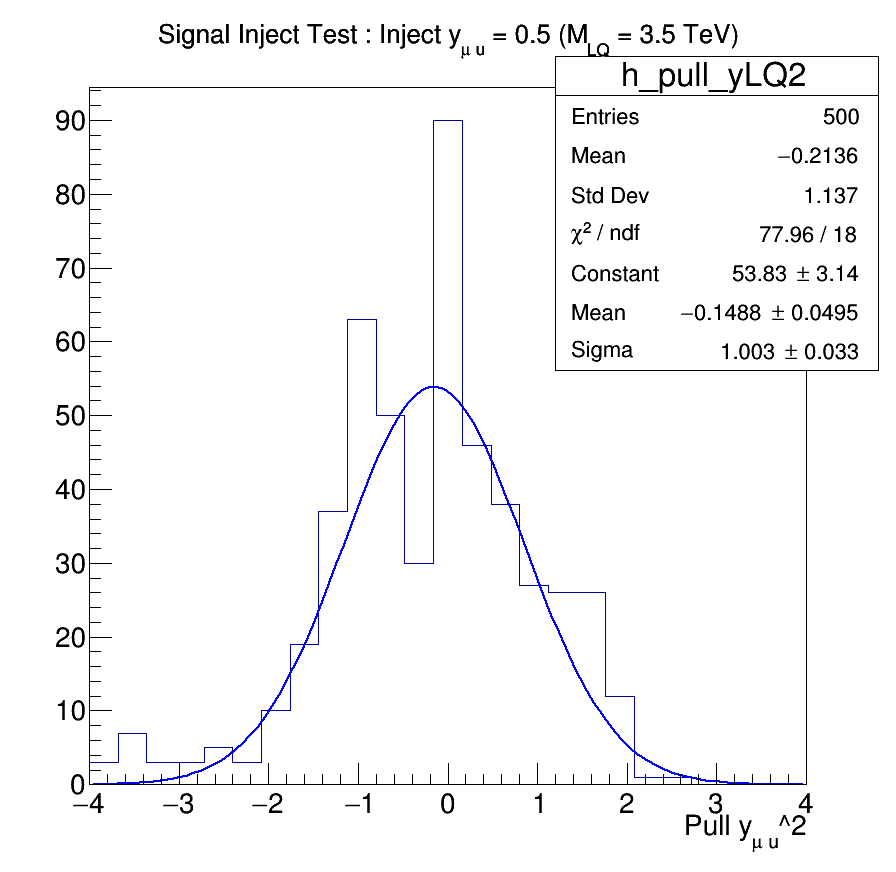 Signal Inject Test : Inject y_μ u = 0.5 (M_LQ = 3.5 TeV)
h_pull_yLQ2
Entries 500
Mean −0.2136
Std Dev 1.137
χ² / ndf 77.96 / 18
Constant 53.83 ± 3.14
Mean −0.1488 ± 0.0495
Sigma 1.003 ± 0.033
90
80
70
60
50
40
30
20
10
0
−4 −3 −2 −1 0 1 2 3 4
Pull y_μ u^2